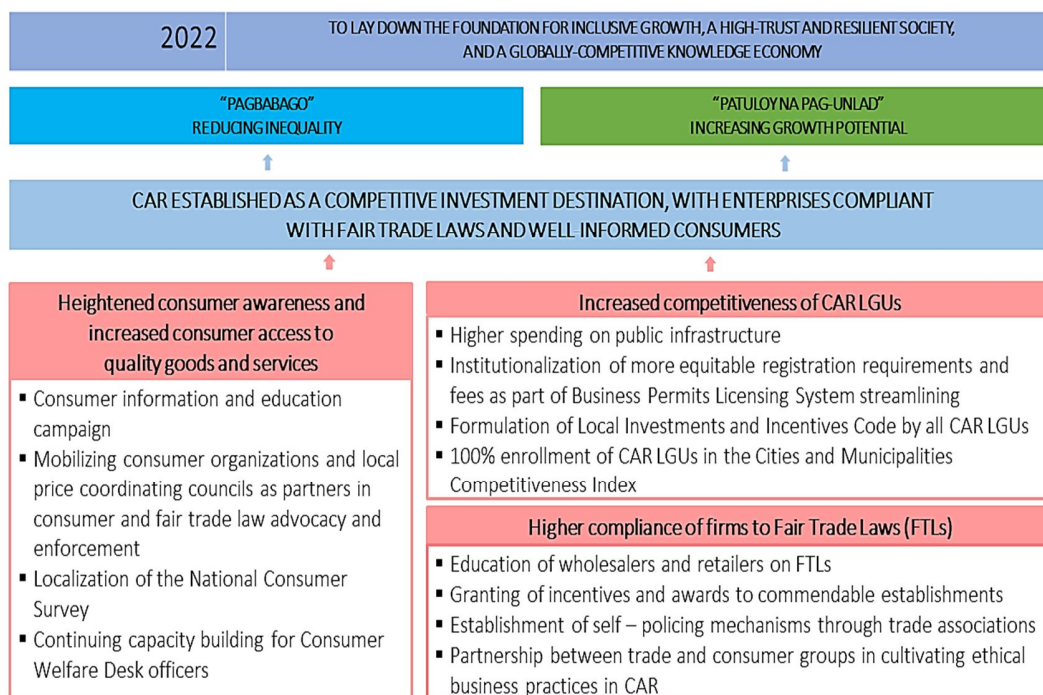 2022
TO LAY DOWN THE FOUNDATION FOR INCLUSIVE GROWTH, A HIGH-TRUST AND RESILIENT SOCIETY,
AND A GLOBALLY-COMPETITIVE KNOWLEDGE ECONOMY
"PAGBABAGO"
REDUCING INEQUALITY
"PATULOY NA PAG-UNLAD"
INCREASING GROWTH POTENTIAL
CAR ESTABLISHED AS A COMPETITIVE INVESTMENT DESTINATION, WITH ENTERPRISES COMPLIANT
WITH FAIR TRADE LAWS AND WELL-INFORMED CONSUMERS
Heightened consumer awareness and
increased consumer access to
quality goods and services
▪ Consumer information and education
campaign
▪ Mobilizing consumer organizations and local
price coordinating councils as partners in
consumer and fair trade law advocacy and
enforcement
▪ Localization of the National Consumer
Survey
▪ Continuing capacity building for Consumer
Welfare Desk officers
Increased competitiveness of CAR LGUs
▪ Higher spending on public infrastructure
▪ Institutionalization of more equitable registration requirements and
fees as part of Business Permits Licensing System streamlining
▪ Formulation of Local Investments and Incentives Code by all CAR LGUs
▪ 100% enrollment of CAR LGUs in the Cities and Municipalities
Competitiveness Index
Higher compliance of firms to Fair Trade Laws (FTLs)
▪ Education of wholesalers and retailers on FTLs
▪ Granting of incentives and awards to commendable establishments
▪ Establishment of self – policing mechanisms through trade associations
▪ Partnership between trade and consumer groups in cultivating ethical
business practices in CAR